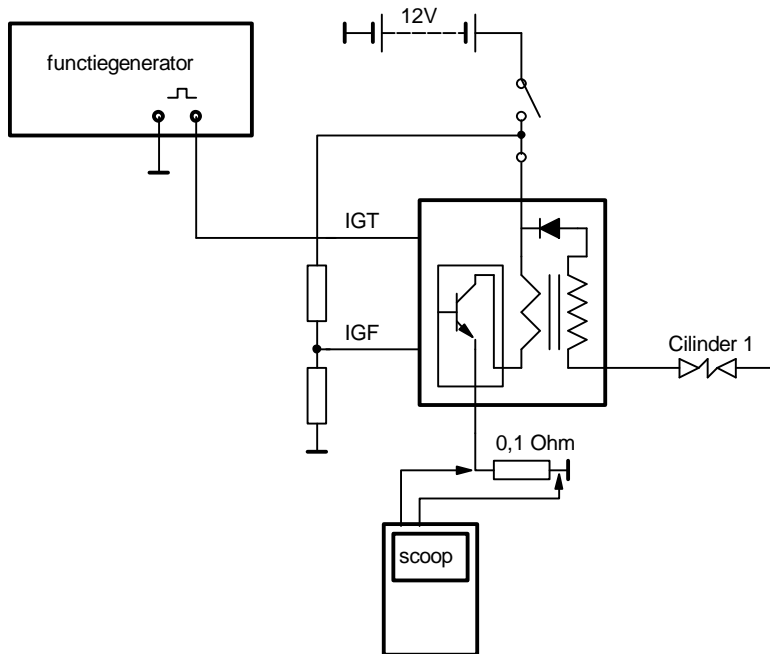 12V
functiegenerator
IGT
IGF
Cilinder 1
0,1 Ohm
scoop